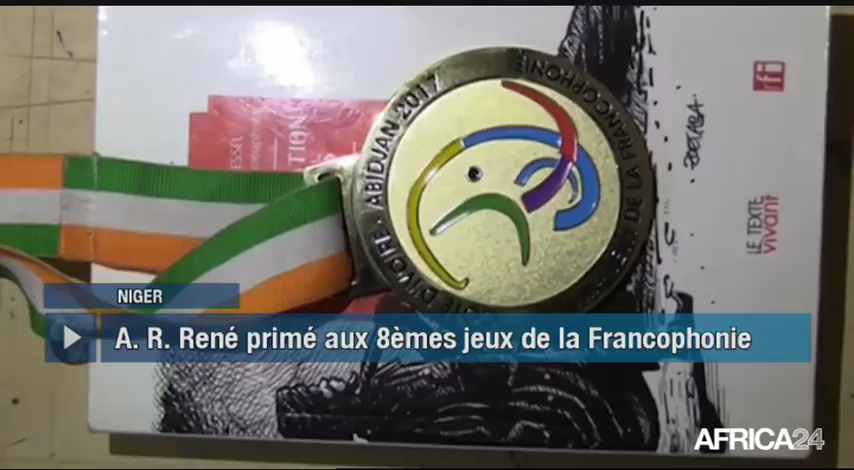 CÔTE D'IVOIRE · ABIDJAN 2017
DE LA FRANCOPHONIE
rfi
LE TEXTE
vivant
NIGER
A. R. René primé aux 8èmes jeux de la Francophonie
AFRICA24